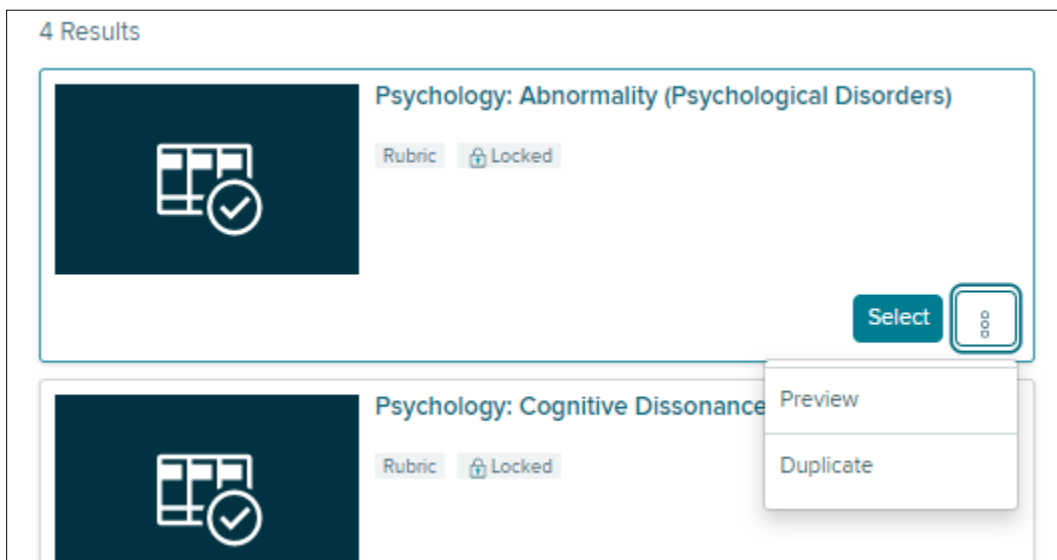 4 Results
Psychology: Abnormality (Psychological Disorders)
Rubric Locked
Select
Preview
Duplicate
Psychology: Cognitive Dissonance
Rubric Locked